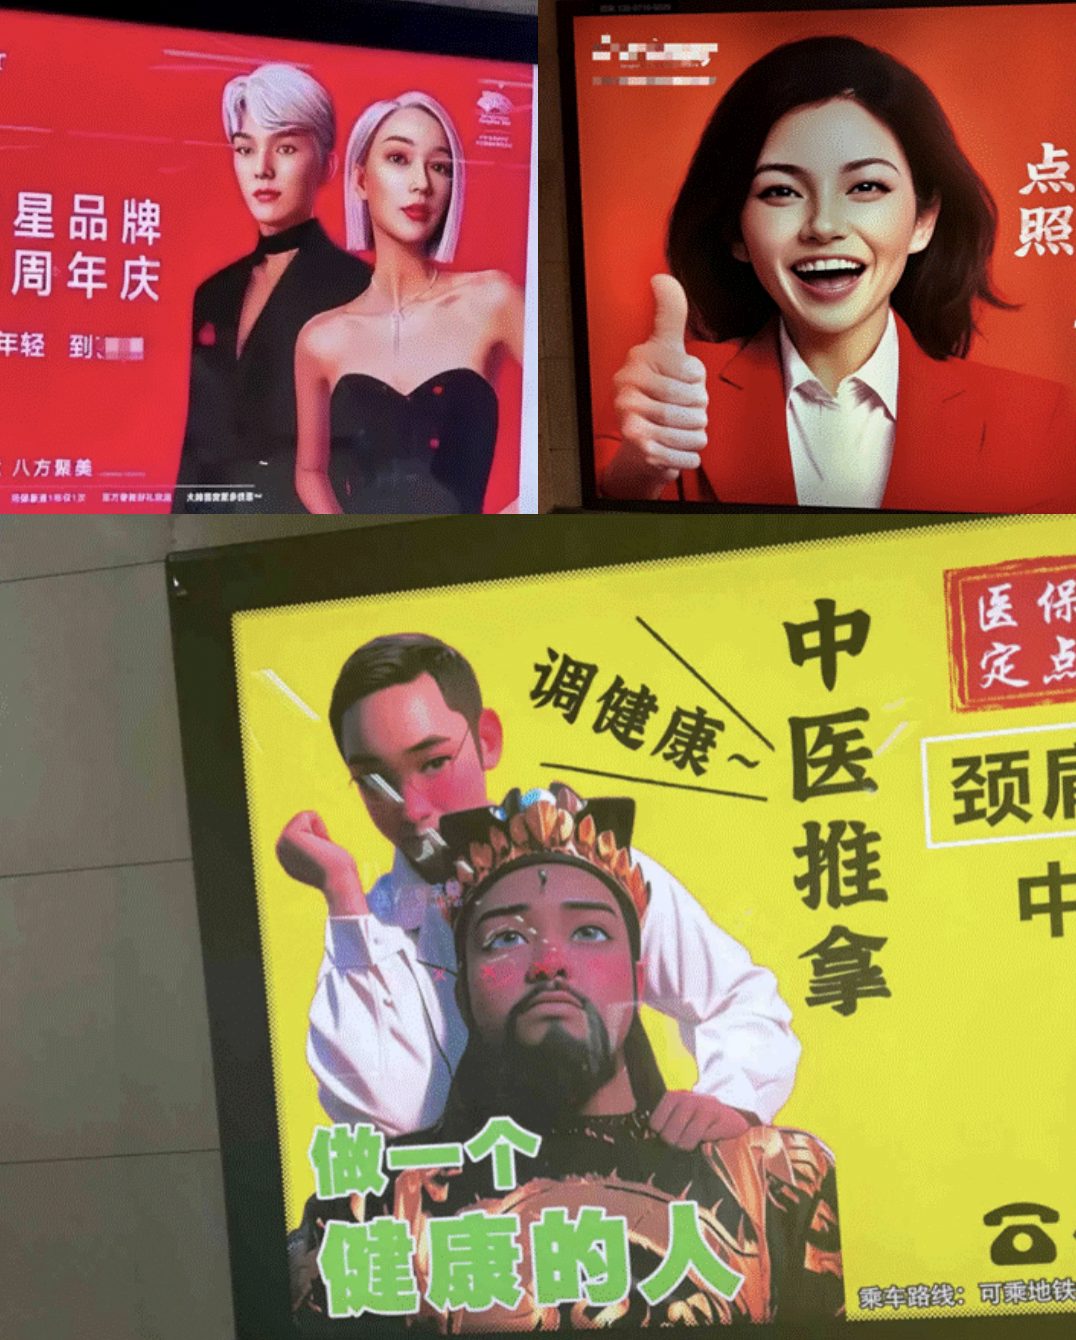 星品牌
周年庆
年轻 到
八方聚美
点
照
调健康~
中医推拿
医保
定点
颈肩
中
做一个
健康的人
乘车路线：可乘地铁